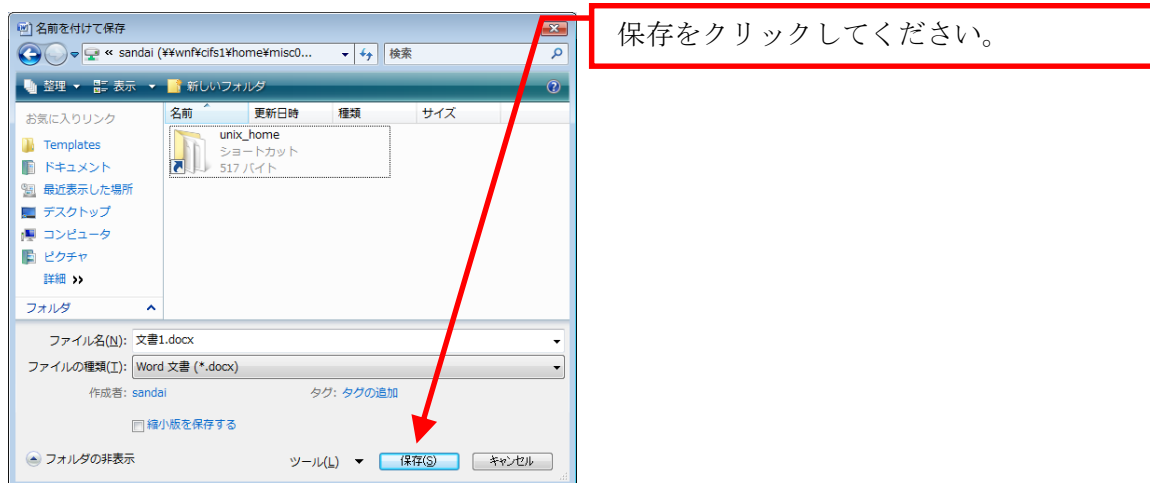 名前を付けて保存
保存をクリックしてください。
« sandai (¥¥wnf¥cifs1¥home¥misc0... 検索
整理 表示 新しいフォルダ
お気に入りリンク
Templates
ドキュメント
最近表示した場所
デスクトップ
コンピュータ
ピクチャ
詳細 »
フォルダ
名前 更新日時 種類 サイズ
unix_home
ショートカット
517 バイト
ファイル名(N): 文書1.docx
ファイルの種類(T): Word 文書 (*.docx)
作成者: sandai タグ: タグの追加
縮小版を保存する
フォルダの非表示 ツール(L) 保存(S) キャンセル